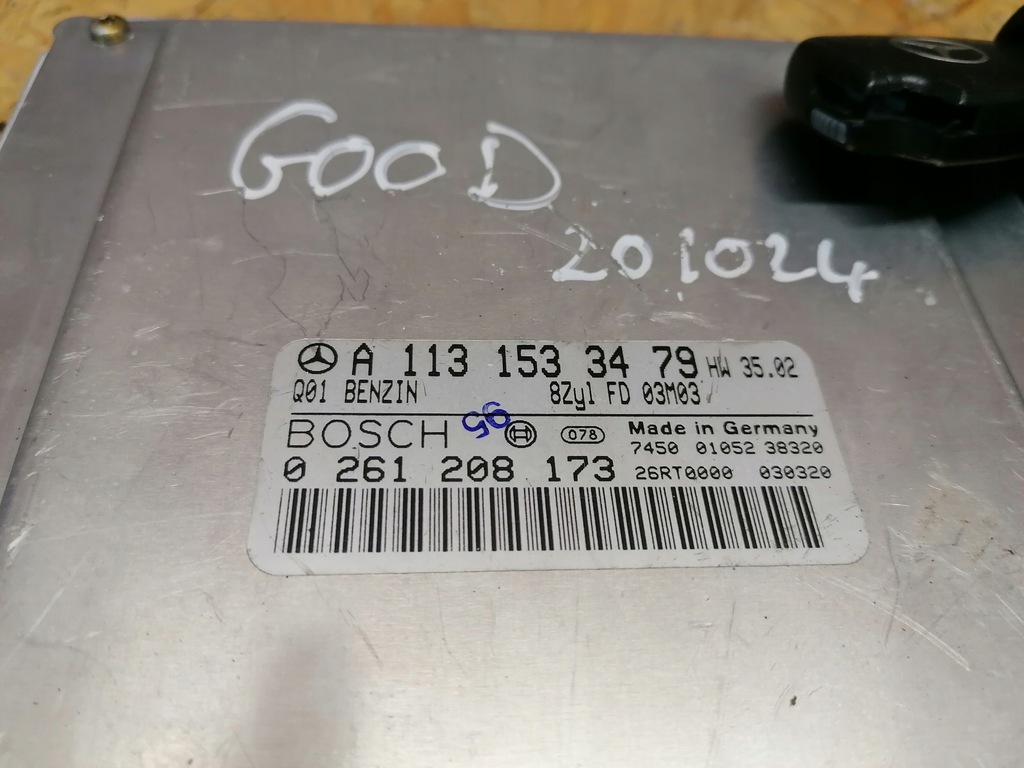 GOOD
201024
A 113 153 34 79 HW 35.02
Q01 BENZIN 8Zyl FD 03M03
95
BOSCH 078 Made in Germany
7450 01052 38320
0 261 208 173 26RT0000 030320